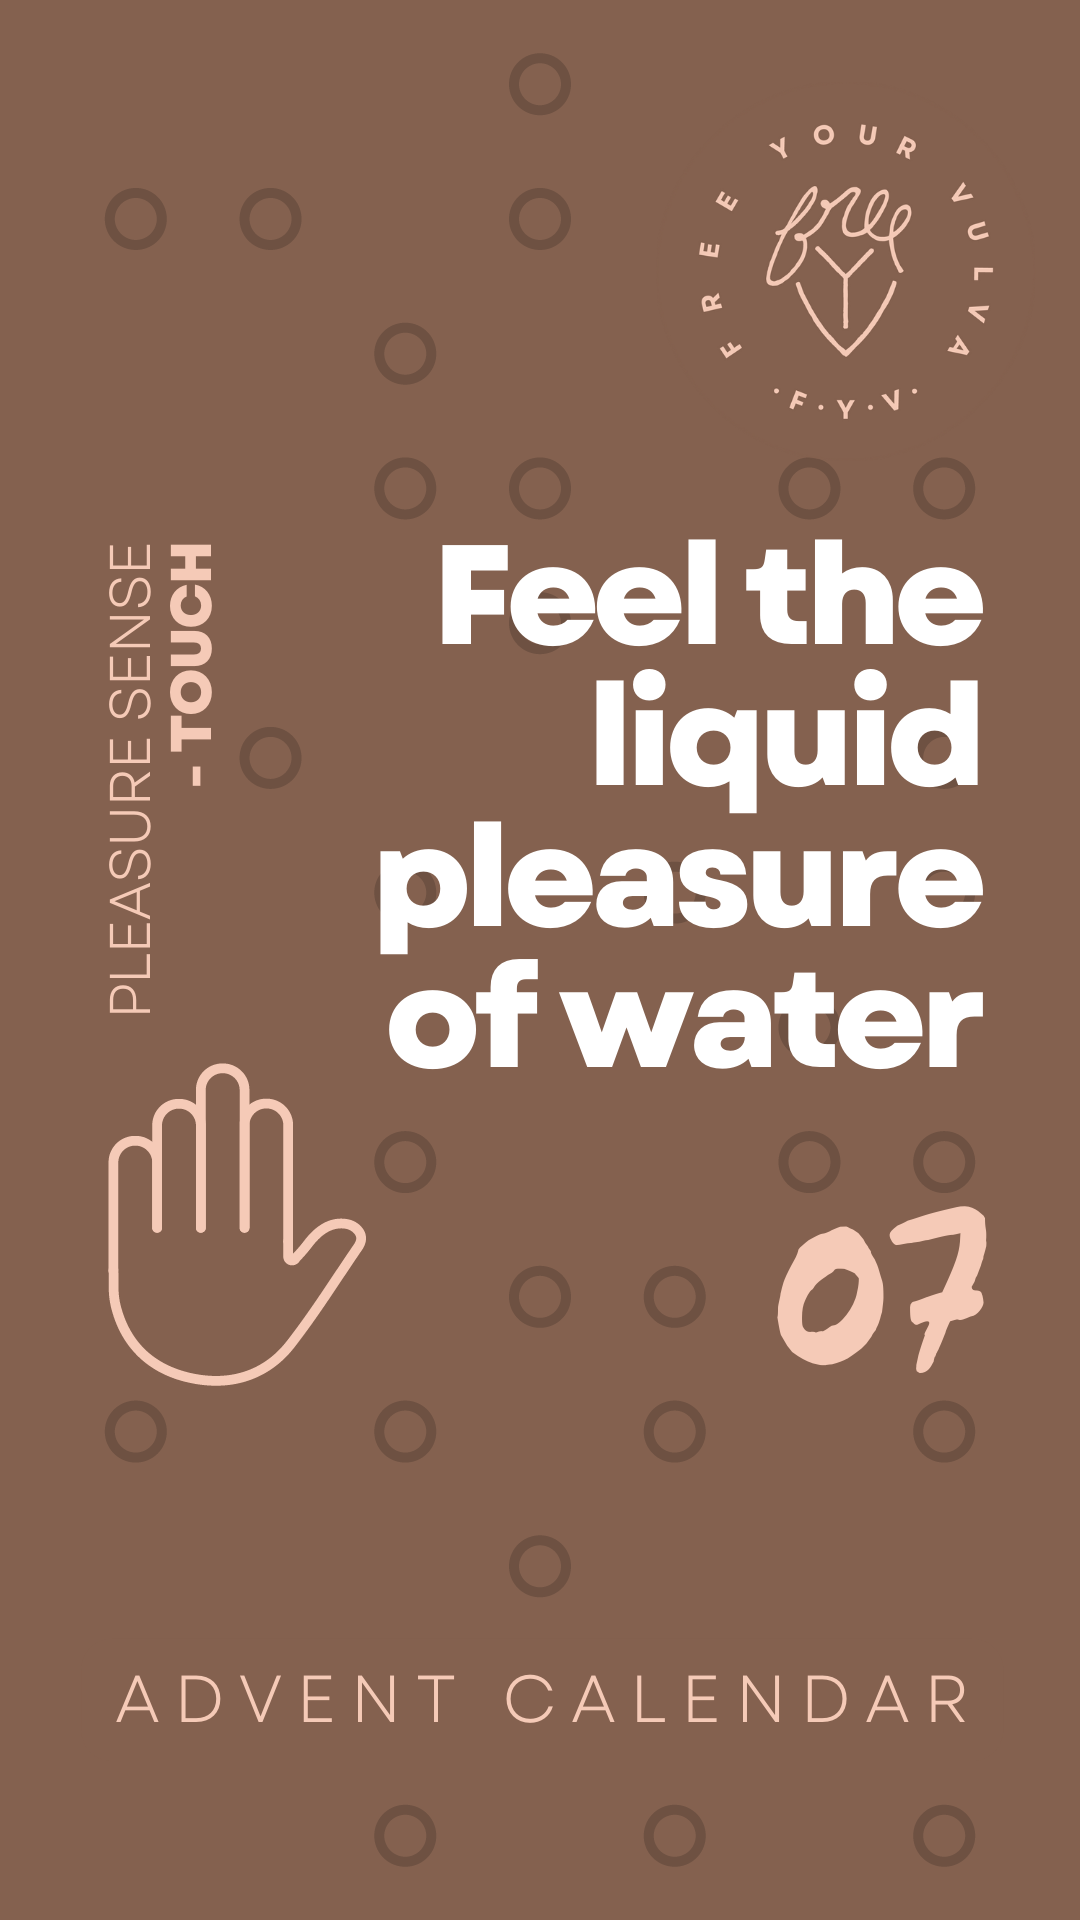 FREE YOUR VULVA
free
· F · Y · V ·
PLEASURE SENSE
- TOUCH
Feel the
liquid
pleasure
of water
07
ADVENT CALENDAR